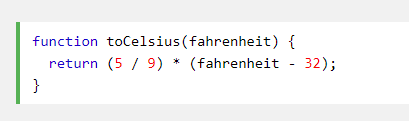 function toCelsius(fahrenheit) {
  return (5 / 9) * (fahrenheit - 32);
}